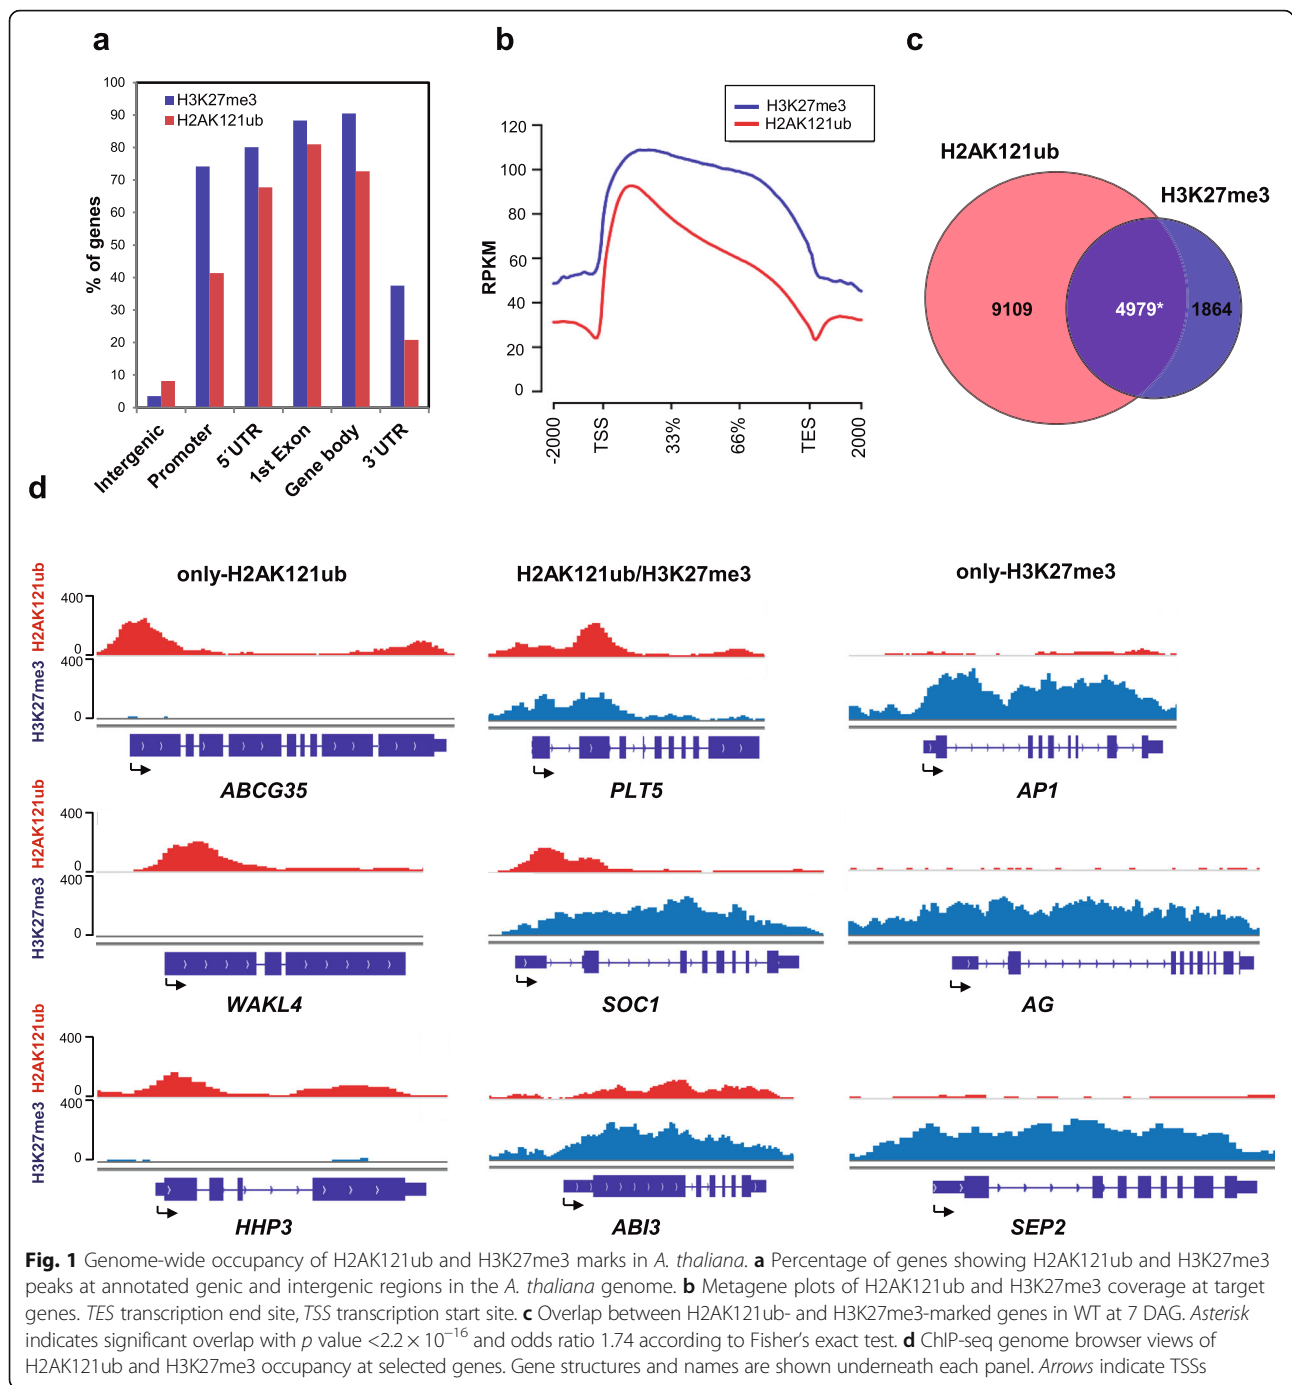 a
100
90
80
70
60
50
40
30
20
10
0
% of genes
H3K27me3
H2AK121ub
Intergenic
Promoter
5´UTR
1st Exon
Gene body
3´UTR
b
H3K27me3
H2AK121ub
120
100
80
60
40
20
0
RPKM
-2000
TSS
33%
66%
TES
2000
c
H2AK121ub
H3K27me3
9109
4979*
1864
d
only-H2AK121ub
H2AK121ub/H3K27me3
only-H3K27me3
H2AK121ub
400
0
H3K27me3
400
0
ABCG35
PLT5
AP1
H2AK121ub
400
0
H3K27me3
400
0
WAKL4
SOC1
AG
H2AK121ub
400
0
H3K27me3
400
0
HHP3
ABI3
SEP2
Fig. 1 Genome-wide occupancy of H2AK121ub and H3K27me3 marks in A. thaliana. a Percentage of genes showing H2AK121ub and H3K27me3
peaks at annotated genic and intergenic regions in the A. thaliana genome. b Metagene plots of H2AK121ub and H3K27me3 coverage at target
genes. TES transcription end site, TSS transcription start site. c Overlap between H2AK121ub- and H3K27me3-marked genes in WT at 7 DAG. Asterisk
indicates significant overlap with p value <2.2 × 10⁻¹⁶ and odds ratio 1.74 according to Fisher's exact test. d ChIP-seq genome browser views of
H2AK121ub and H3K27me3 occupancy at selected genes. Gene structures and names are shown underneath each panel. Arrows indicate TSSs